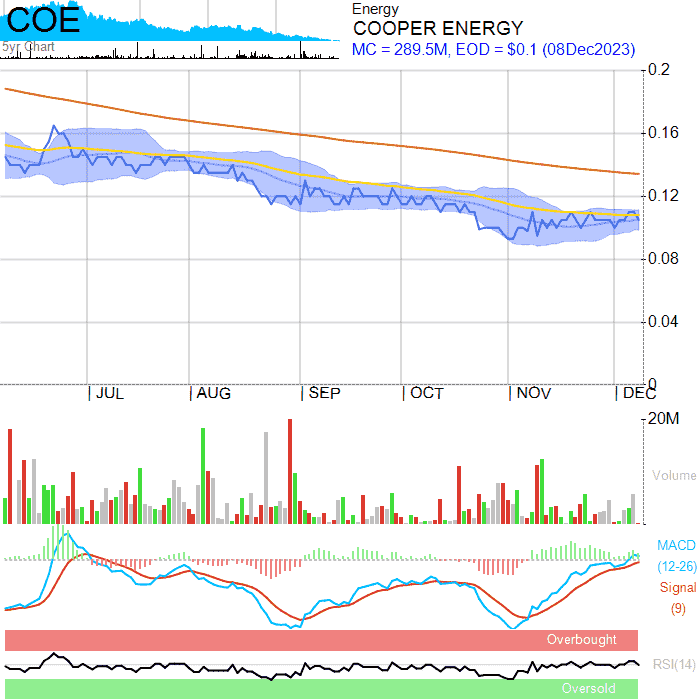 COE
5yr Chart
Energy
COOPER ENERGY
MC = 289.5M, EOD = $0.1 (08Dec2023)
0.2
0.16
0.12
0.08
0.04
0
JUL AUG SEP OCT NOV DEC
20M
Volume
MACD
(12-26)
Signal
(9)
Overbought
RSI(14)
Oversold